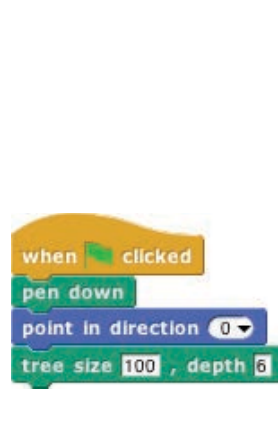 when clicked
pen down
point in direction 0
tree size 100 , depth 6